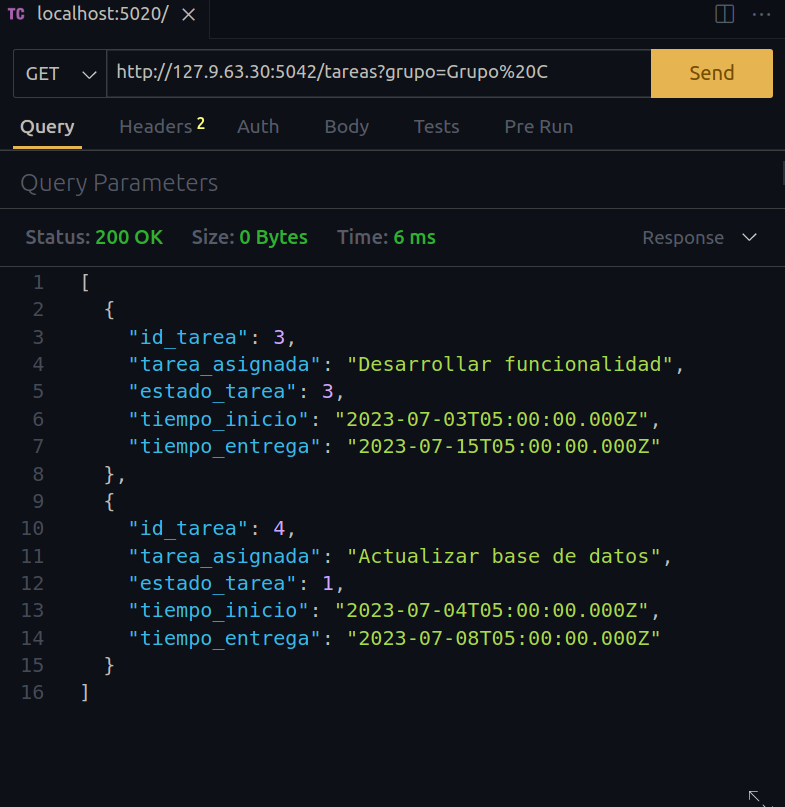 TC localhost:5020/
GET http://127.9.63.30:5042/tareas?grupo=Grupo%20C Send
Query Headers 2 Auth Body Tests Pre Run
Query Parameters
Status: 200 OK Size: 0 Bytes Time: 6 ms Response
1 [
2 {
3 "id_tarea": 3,
4 "tarea_asignada": "Desarrollar funcionalidad",
5 "estado_tarea": 3,
6 "tiempo_inicio": "2023-07-03T05:00:00.000Z",
7 "tiempo_entrega": "2023-07-15T05:00:00.000Z"
8 },
9 {
10 "id_tarea": 4,
11 "tarea_asignada": "Actualizar base de datos",
12 "estado_tarea": 1,
13 "tiempo_inicio": "2023-07-04T05:00:00.000Z",
14 "tiempo_entrega": "2023-07-08T05:00:00.000Z"
15 }
16 ]